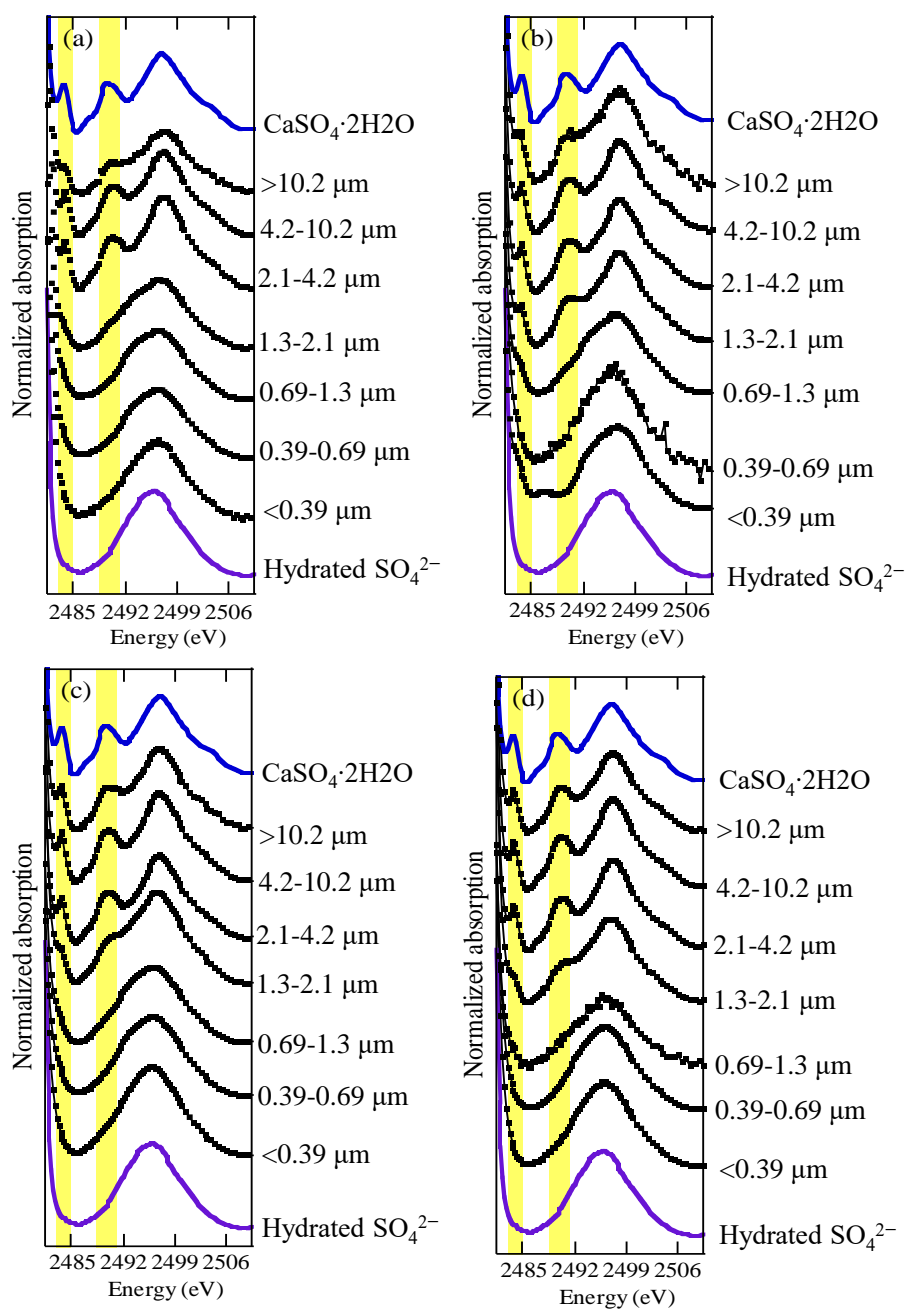 (a)
CaSO₄·2H2O
>10.2 μm
4.2-10.2 μm
2.1-4.2 μm
1.3-2.1 μm
0.69-1.3 μm
0.39-0.69 μm
<0.39 μm
Hydrated SO₄²⁻
Normalized absorption
2485 2492 2499 2506
Energy (eV)
(b)
CaSO₄·2H2O
>10.2 μm
4.2-10.2 μm
2.1-4.2 μm
1.3-2.1 μm
0.69-1.3 μm
0.39-0.69 μm
<0.39 μm
Hydrated SO₄²⁻
Normalized absorption
2485 2492 2499 2506
Energy (eV)
(c)
CaSO₄·2H2O
>10.2 μm
4.2-10.2 μm
2.1-4.2 μm
1.3-2.1 μm
0.69-1.3 μm
0.39-0.69 μm
<0.39 μm
Hydrated SO₄²⁻
Normalized absorption
2485 2492 2499 2506
Energy (eV)
(d)
CaSO₄·2H2O
>10.2 μm
4.2-10.2 μm
2.1-4.2 μm
1.3-2.1 μm
0.69-1.3 μm
0.39-0.69 μm
<0.39 μm
Hydrated SO₄²⁻
Normalized absorption
2485 2492 2499 2506
Energy (eV)